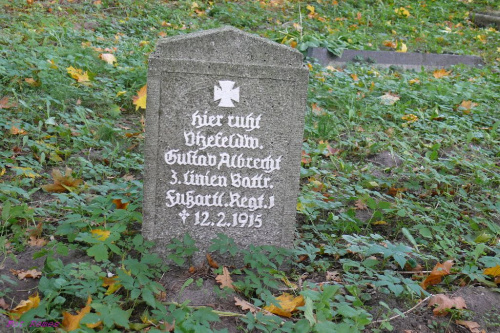 Hier ruht
Vizefeldw.
Gustav Albrecht
3. Linien Battr.
Fußartl. Regt. 1
✝ 12. 2. 1915